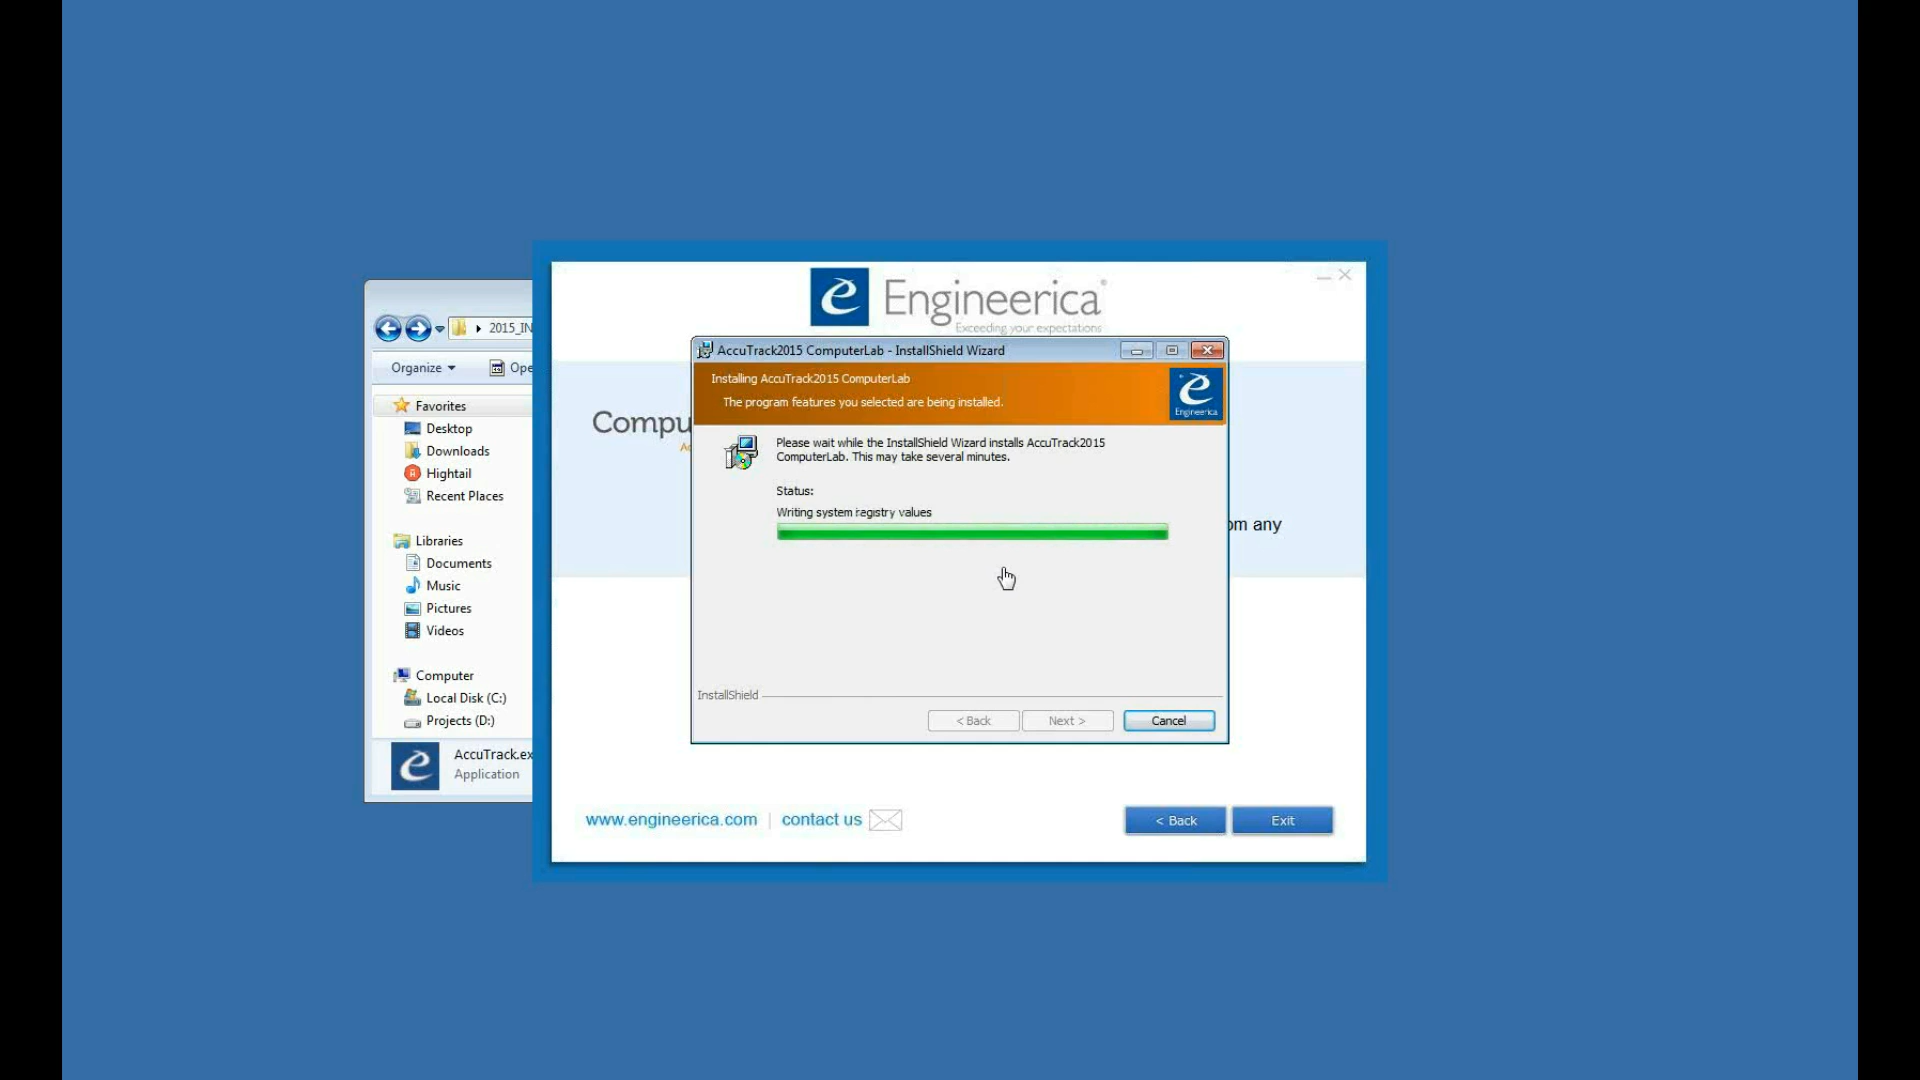 Engineerica®
Exceeding your expectations
2015_IN
Organize
Ope
Favorites
Desktop
Downloads
Hightail
Recent Places
Libraries
Documents
Music
Pictures
Videos
Computer
Local Disk (C:)
Projects (D:)
AccuTrack.ex
Application
Compu
AccuTrack2015 ComputerLab - InstallShield Wizard
Installing AccuTrack2015 ComputerLab
The program features you selected are being installed.
Engineerica
Please wait while the InstallShield Wizard installs AccuTrack2015
ComputerLab. This may take several minutes.
Status:
Writing system registry values
om any
InstallShield
< Back
Next >
Cancel
www.engineerica.com | contact us
< Back
Exit